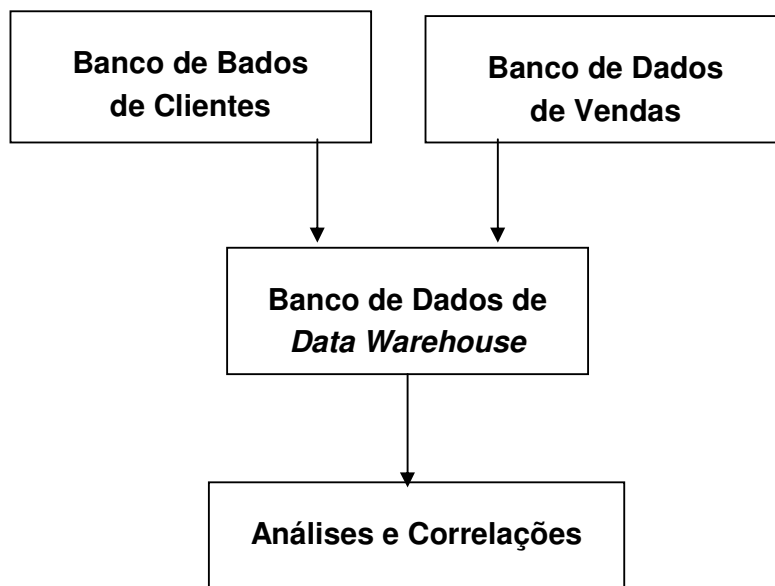 Banco de Bados
de Clientes
Banco de Dados
de Vendas
Banco de Dados de
Data Warehouse
Análises e Correlações